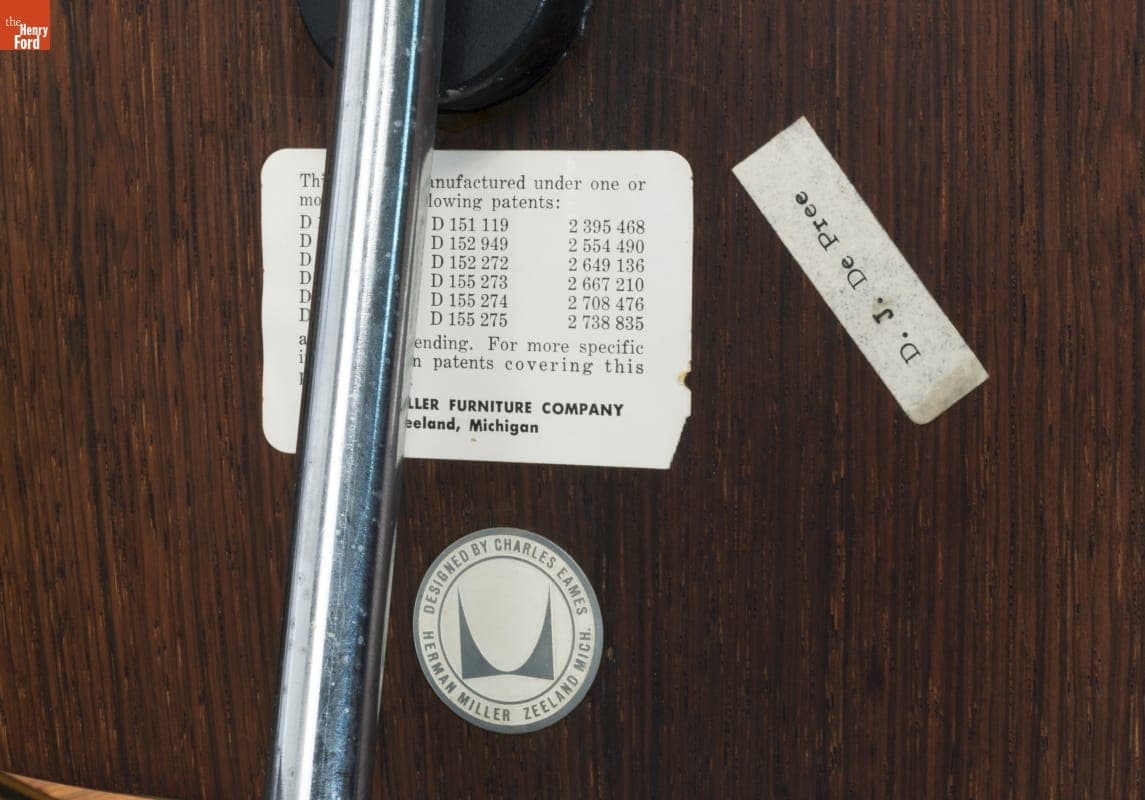 the
Henry
Ford
anufactured under one or
lowing patents:
D D 151 119 2 395 468
D D 152 949 2 554 490
D D 152 272 2 649 136
D D 155 273 2 667 210
D D 155 274 2 708 476
D D 155 275 2 738 835
ending. For more specific
patents covering this
LLER FURNITURE COMPANY
eeland, Michigan
D. J. De Pree
DESIGNED BY CHARLES EAMES
HERMAN MILLER ZEELAND MICH.